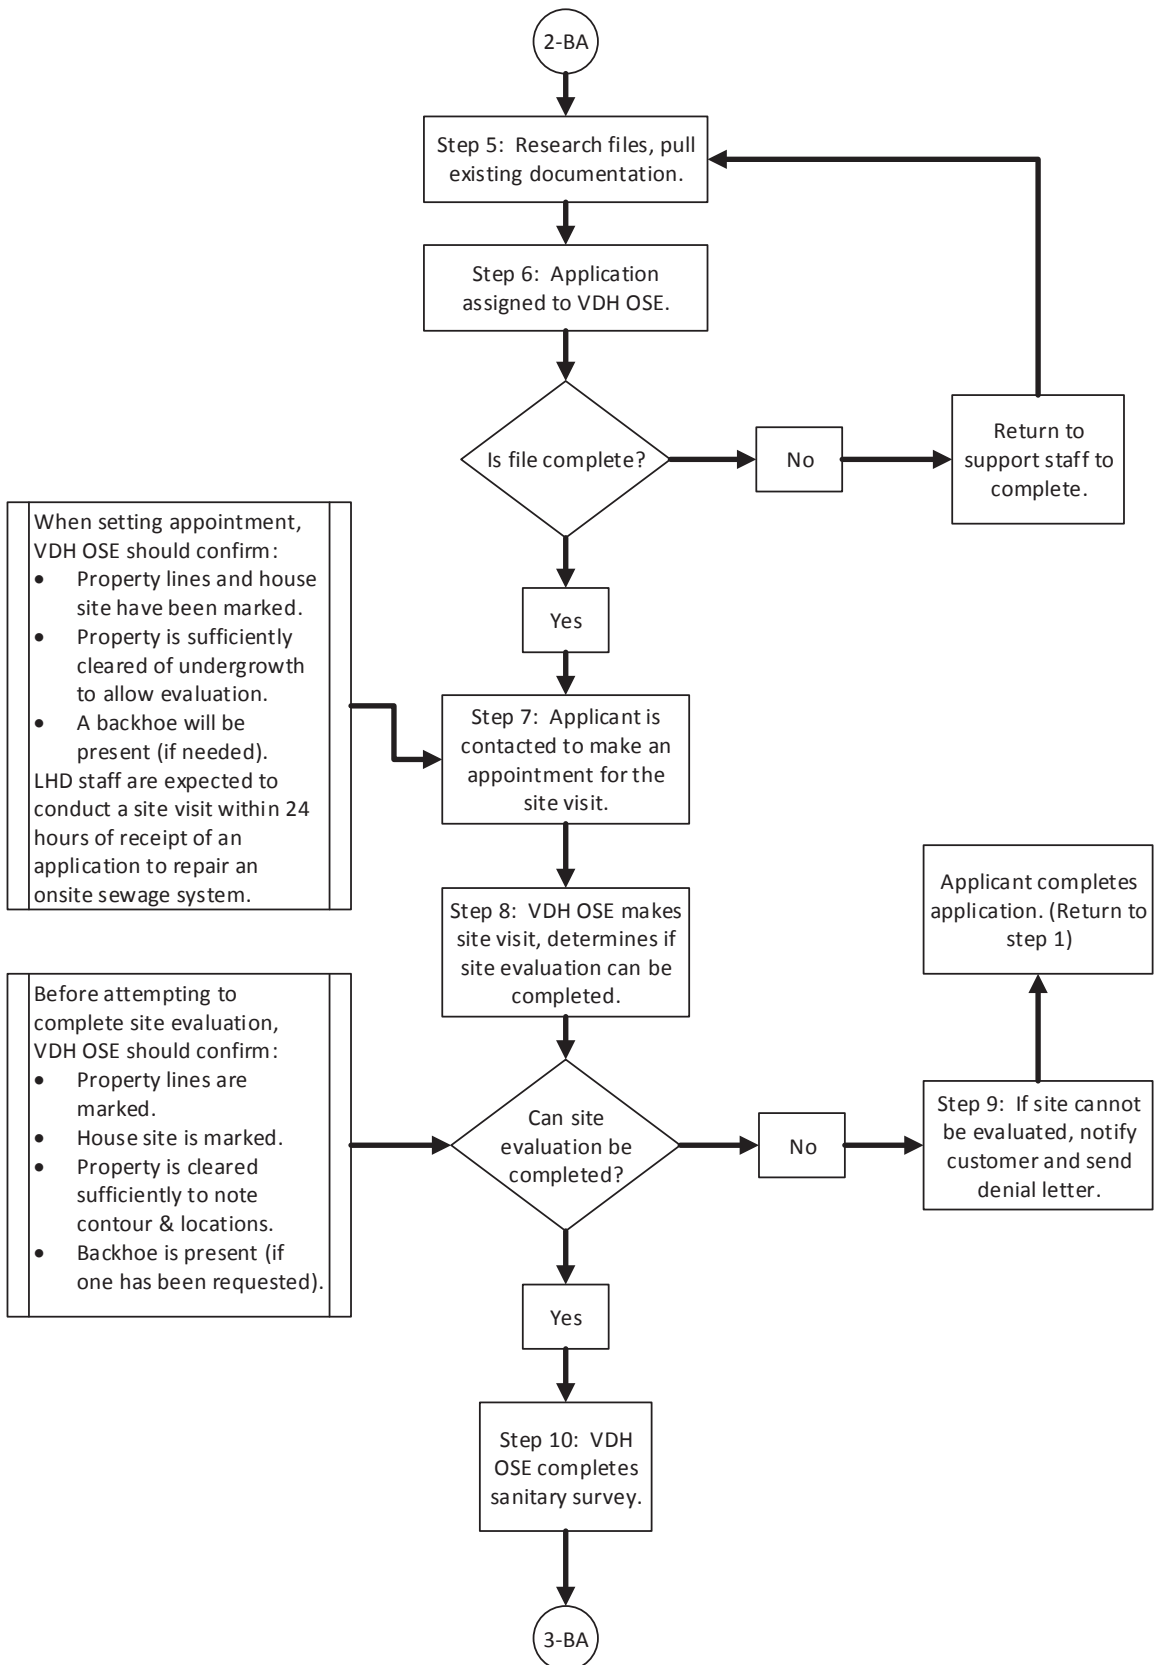 2-BA
Step 5: Research files, pull
existing documentation.
Step 6: Application
assigned to VDH OSE.
Is file complete?
No
Return to
support staff to
complete.
Yes
When setting appointment,
VDH OSE should confirm:
• Property lines and house
site have been marked.
• Property is sufficiently
cleared of undergrowth
to allow evaluation.
• A backhoe will be
present (if needed).
LHD staff are expected to
conduct a site visit within 24
hours of receipt of an
application to repair an
onsite sewage system.
Step 7: Applicant is
contacted to make an
appointment for the
site visit.
Step 8: VDH OSE makes
site visit, determines if
site evaluation can be
completed.
Applicant completes
application. (Return to
step 1)
Before attempting to
complete site evaluation,
VDH OSE should confirm:
• Property lines are
marked.
• House site is marked.
• Property is cleared
sufficiently to note
contour & locations.
• Backhoe is present (if
one has been requested).
Can site
evaluation be
completed?
No
Step 9: If site cannot
be evaluated, notify
customer and send
denial letter.
Yes
Step 10: VDH
OSE completes
sanitary survey.
3-BA